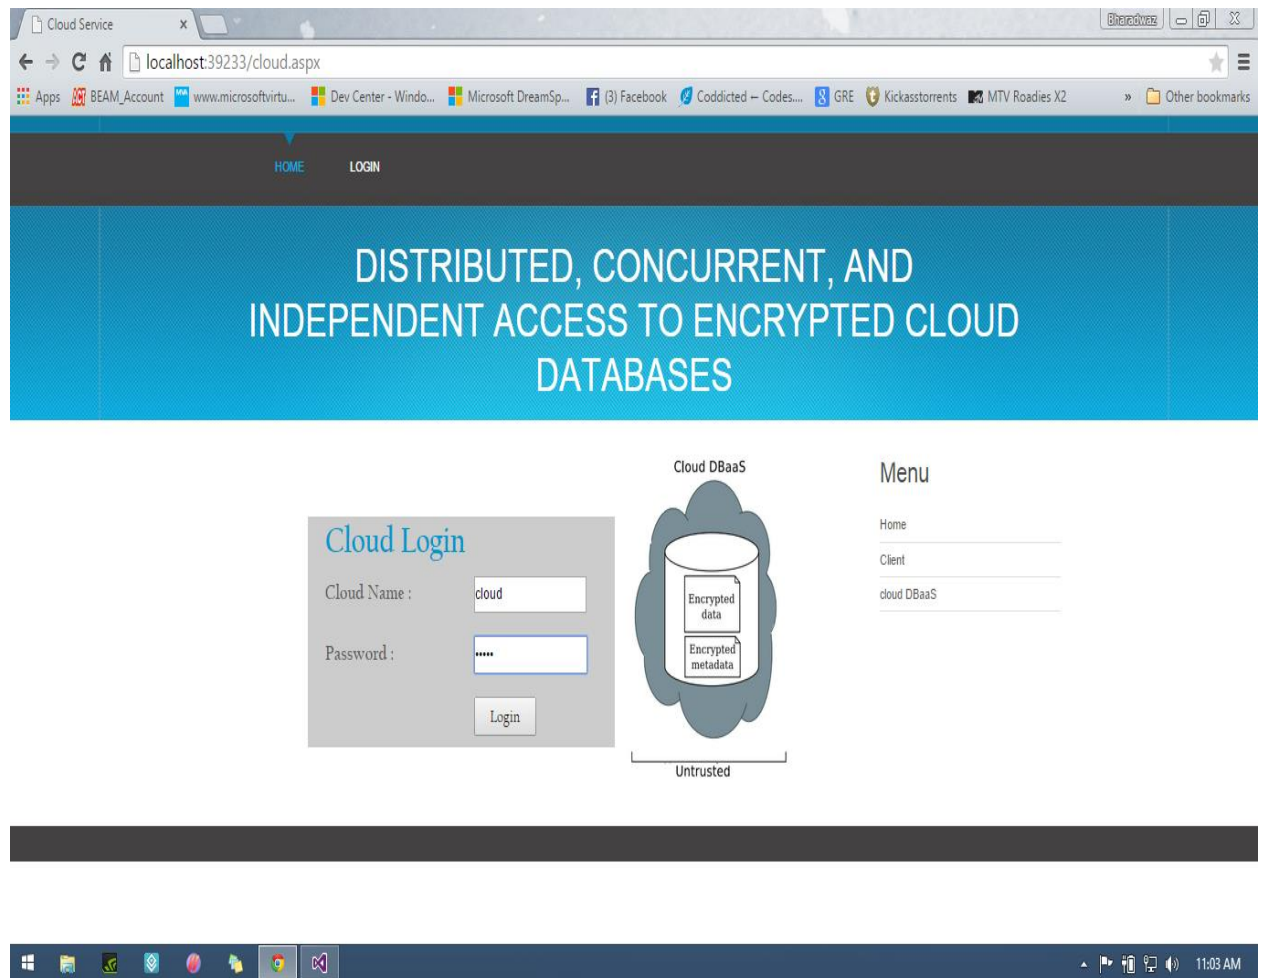 Cloud Service
Bharadwaz
localhost:39233/cloud.aspx
Apps BEAM_Account www.microsoftvirtu... Dev Center - Windo... Microsoft DreamSp... (3) Facebook Coddicted – Codes.... GRE Kickasstorrents MTV Roadies X2 » Other bookmarks
HOME LOGIN
DISTRIBUTED, CONCURRENT, AND
INDEPENDENT ACCESS TO ENCRYPTED CLOUD
DATABASES
Cloud Login
Cloud Name : cloud
Password : •••••
Login
Cloud DBaaS
Encrypted
data
Encrypted
metadata
Untrusted
Menu
Home
Client
cloud DBaaS
11:03 AM